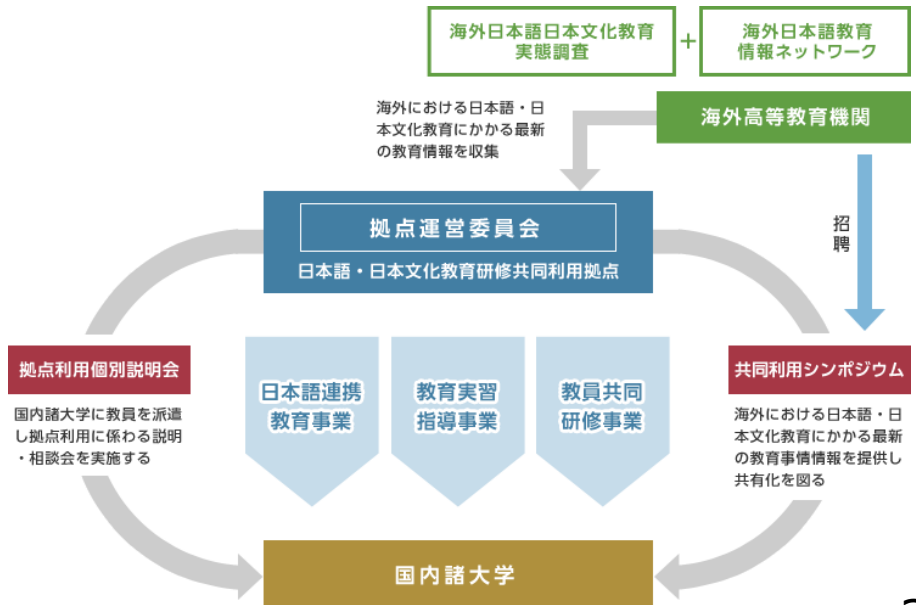 海外日本語日本文化教育
実態調査
+
海外日本語教育
情報ネットワーク
海外高等教育機関
海外における日本語・日
本文化教育にかかる最新
の教育情報を収集
招
聘
拠点運営委員会
日本語・日本文化教育研修共同利用拠点
拠点利用個別説明会
国内諸大学に教員を派遣
し拠点利用に係わる説明
・相談会を実施する
日本語連携
教育事業
教育実習
指導事業
教員共同
研修事業
共同利用シンポジウム
海外における日本語・日
本文化教育にかかる最新
の教育事情情報を提供し
共有化を図る
国内諸大学